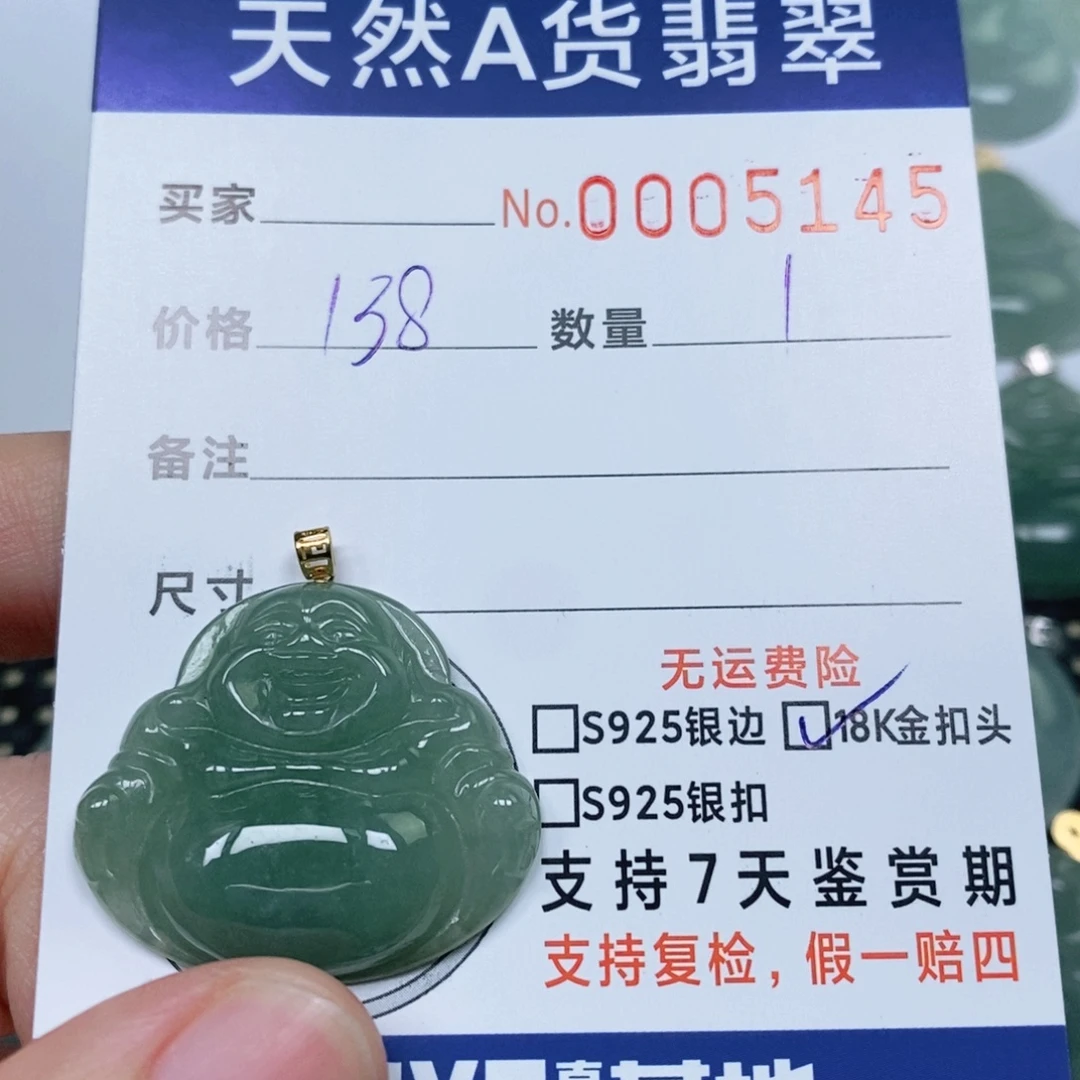 天然A货翡翠
买家 No.0005145
价格 138 数量 1
备注
尺寸
无运费险
□S925银边 ☑18K金扣头
□S925银扣
支持7天鉴赏期
支持复检，假一赔四